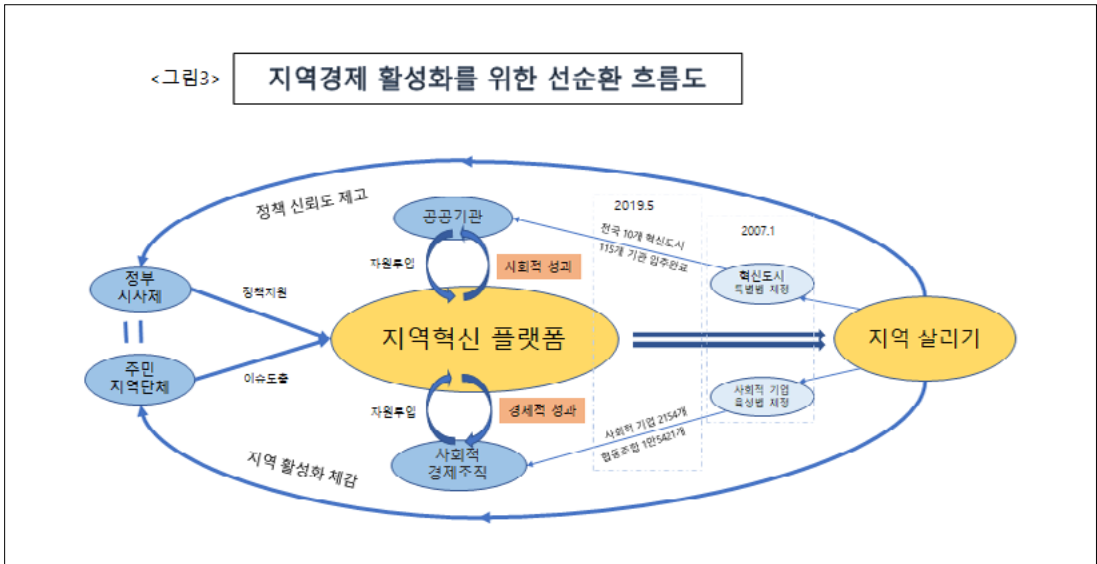 <그림3>
지역경제 활성화를 위한 선순환 흐름도
정책 신뢰도 제고
공공기관
2019.5
전국 10개 혁신도시
115개 기관 입주완료
2007.1
자원투입
사회적 성과
정부
시사제
정책지원
혁신도시
특별법 제정
지역혁신 플랫폼
지역 살리기
주민
지역단체
이슈도출
자원투입
경세적 성과
사회적 기업
육성법 제정
사회적 기업 2154개
협동조합 1만5421개
사회적
경제조직
지역 활성화 체감